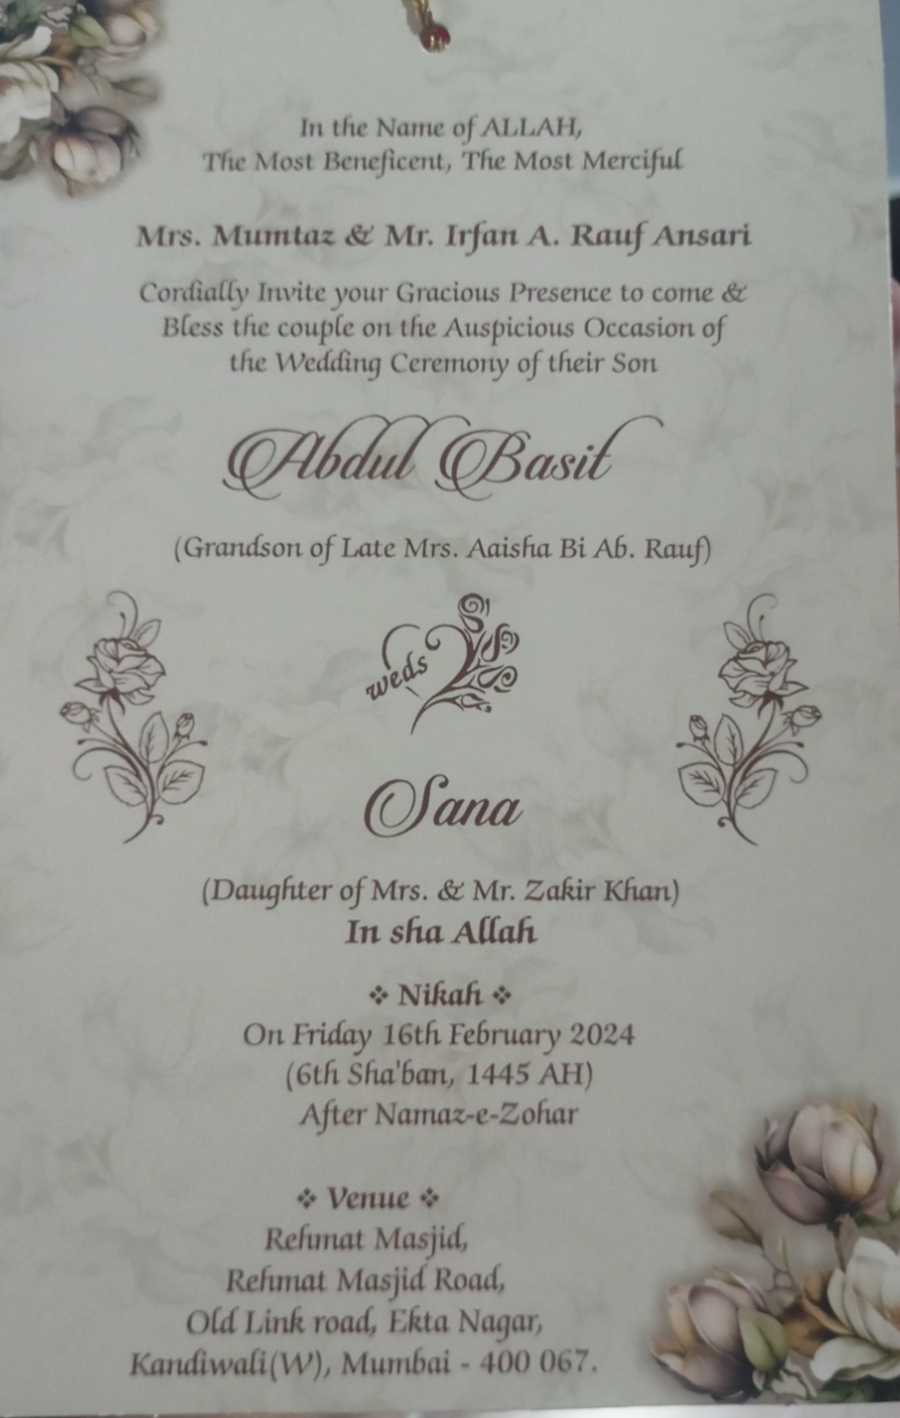 In the Name of ALLAH,
The Most Beneficent, The Most Merciful
Mrs. Mumtaz & Mr. Irfan A. Rauf Ansari
Cordially Invite your Gracious Presence to come &
Bless the couple on the Auspicious Occasion of
the Wedding Ceremony of their Son
Abdul Basit
(Grandson of Late Mrs. Aaisha Bi Ab. Rauf)
weds
Sana
(Daughter of Mrs. & Mr. Zakir Khan)
In sha Allah
❖ Nikah ❖
On Friday 16th February 2024
(6th Sha'ban, 1445 AH)
After Namaz-e-Zohar
❖ Venue ❖
Rehmat Masjid,
Rehmat Masjid Road,
Old Link road, Ekta Nagar,
Kandiwali(W), Mumbai - 400 067.